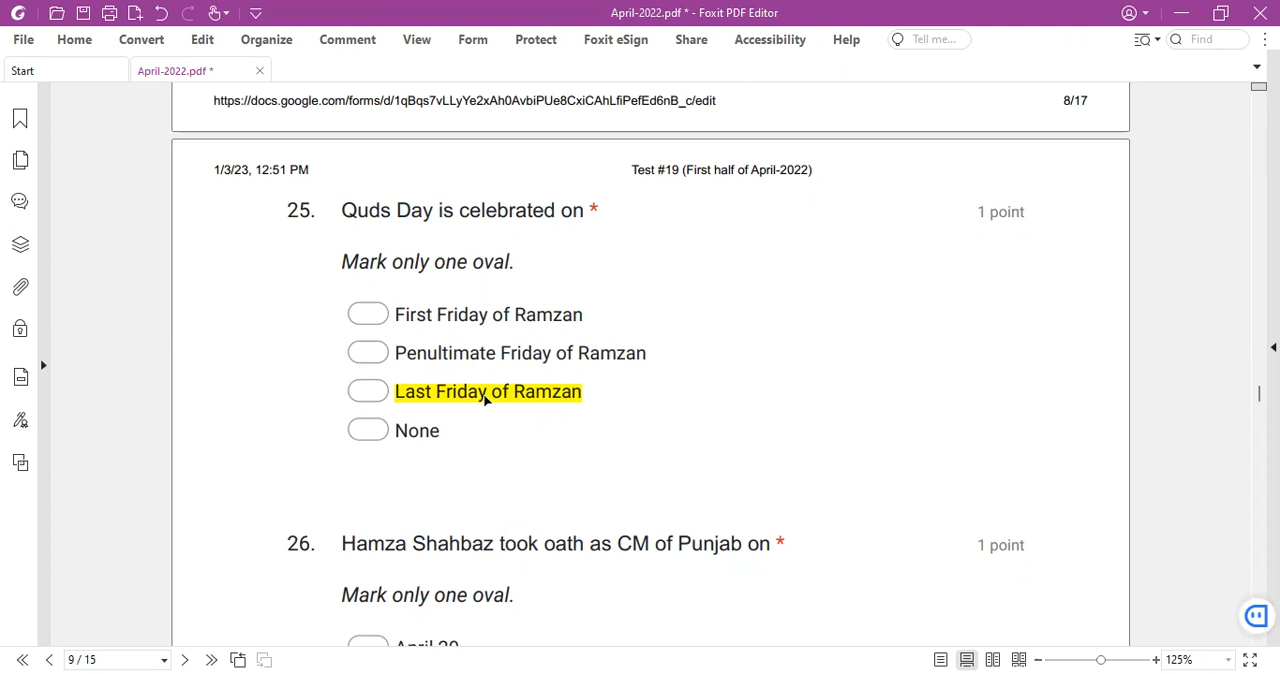 April-2022.pdf * - Foxit PDF Editor
File Home Convert Edit Organize Comment View Form Protect Foxit eSign Share Accessibility Help Tell me... Find
Start April-2022.pdf *
https://docs.google.com/forms/d/1qBqs7vLLyYe2xAh0AvbiPUe8CxiCAhLfiPefEd6nB_c/edit 8/17
1/3/23, 12:51 PM Test #19 (First half of April-2022)
25. Quds Day is celebrated on * 1 point
Mark only one oval.
First Friday of Ramzan
Penultimate Friday of Ramzan
Last Friday of Ramzan
None
26. Hamza Shahbaz took oath as CM of Punjab on * 1 point
Mark only one oval.
9 / 15 125%